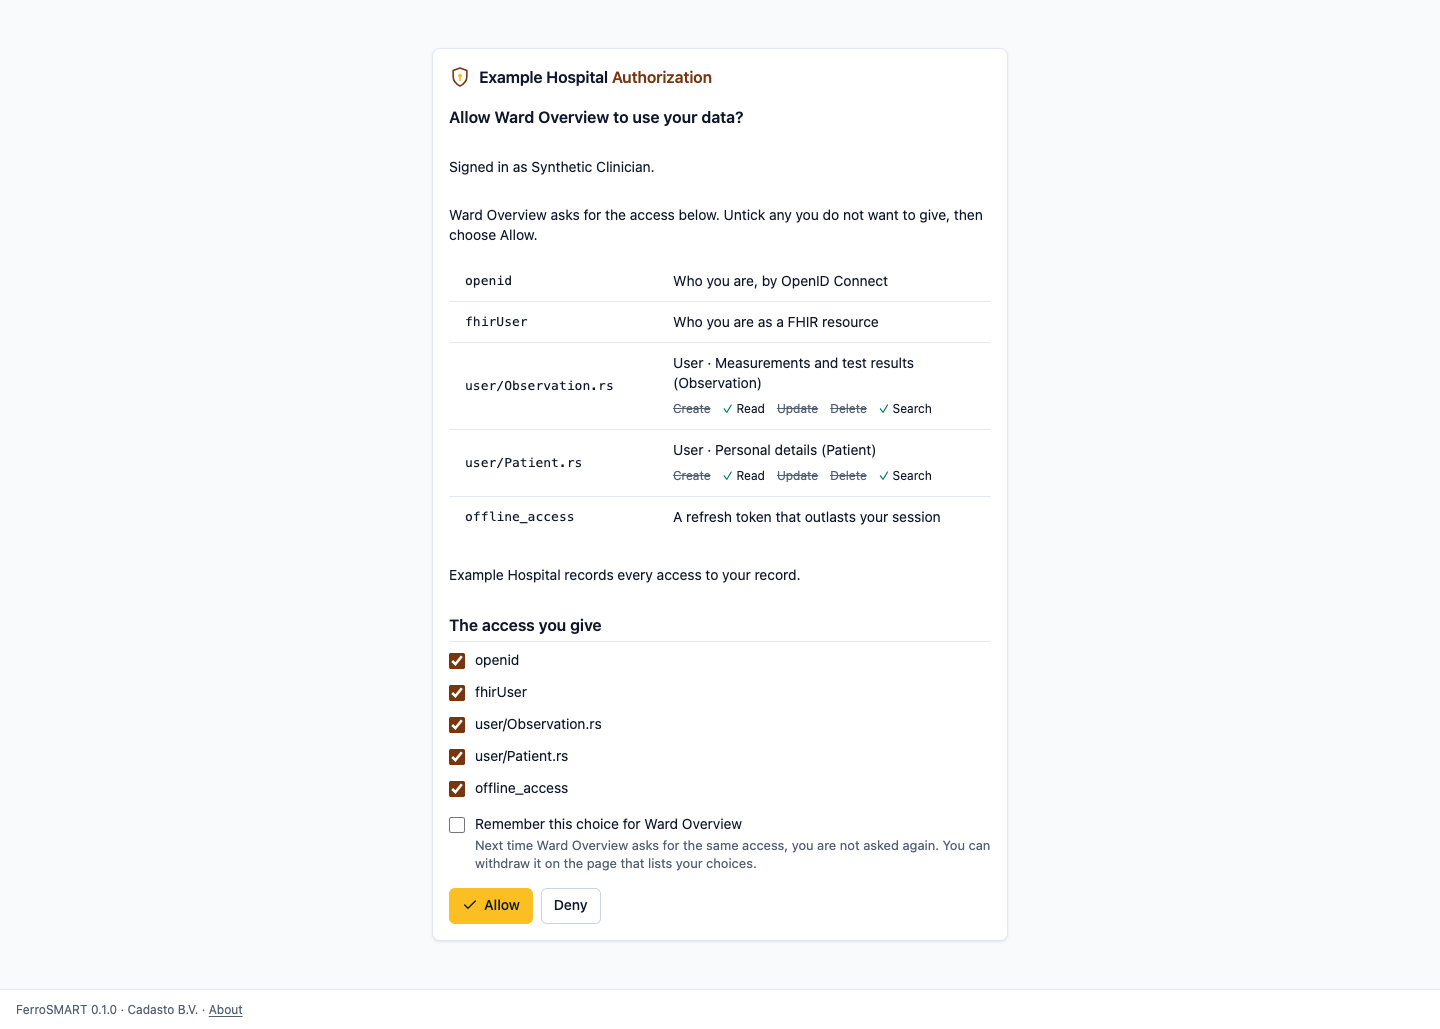 Example Hospital Authorization
Allow Ward Overview to use your data?
Signed in as Synthetic Clinician.
Ward Overview asks for the access below. Untick any you do not want to give, then
choose Allow.
openid Who you are, by OpenID Connect
fhirUser Who you are as a FHIR resource
user/Observation.rs User · Measurements and test results
(Observation)
Create ✓ Read Update Delete ✓ Search
user/Patient.rs User · Personal details (Patient)
Create ✓ Read Update Delete ✓ Search
offline_access A refresh token that outlasts your session
Example Hospital records every access to your record.
The access you give
openid
fhirUser
user/Observation.rs
user/Patient.rs
offline_access
Remember this choice for Ward Overview
Next time Ward Overview asks for the same access, you are not asked again. You can
withdraw it on the page that lists your choices.
✓ Allow Deny
FerroSMART 0.1.0 · Cadasto B.V. · About